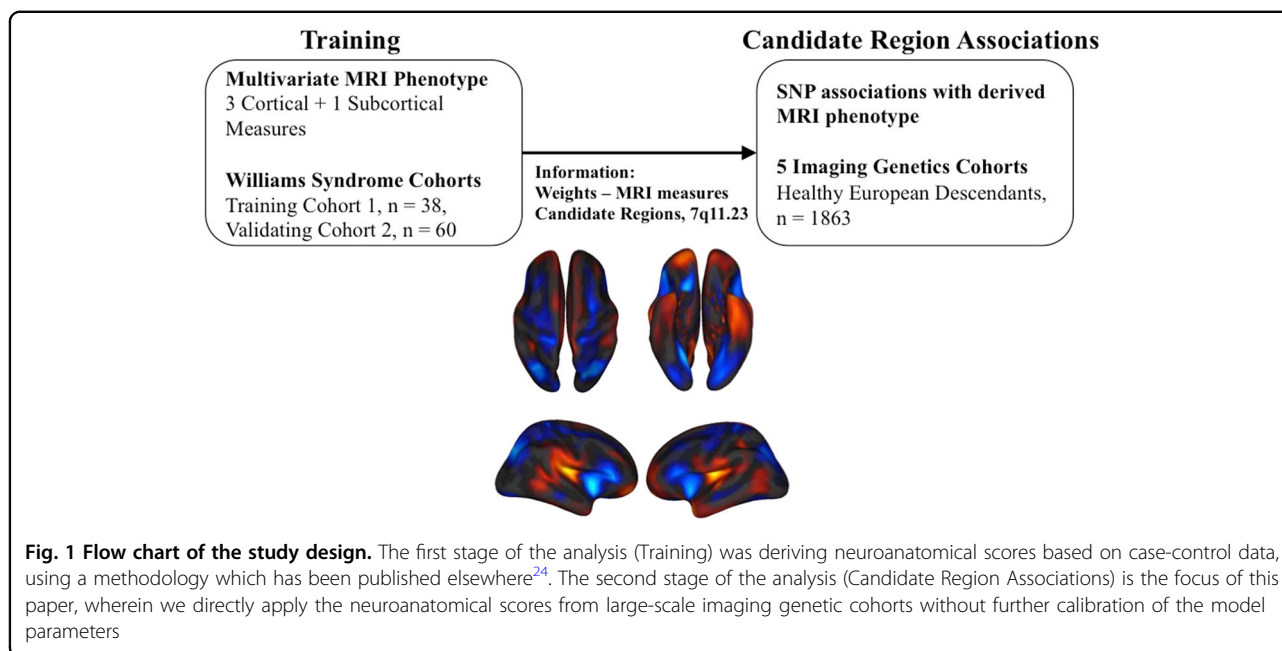 Training
Multivariate MRI Phenotype
3 Cortical + 1 Subcortical
Measures
Williams Syndrome Cohorts
Training Cohort 1, n = 38,
Validating Cohort 2, n = 60
Information:
Weights – MRI measures
Candidate Regions, 7q11.23
Candidate Region Associations
SNP associations with derived
MRI phenotype
5 Imaging Genetics Cohorts
Healthy European Descendants,
n = 1863
Fig. 1 Flow chart of the study design. The first stage of the analysis (Training) was deriving neuroanatomical scores based on case-control data,
using a methodology which has been published elsewhere24. The second stage of the analysis (Candidate Region Associations) is the focus of this
paper, wherein we directly apply the neuroanatomical scores from large-scale imaging genetic cohorts without further calibration of the model
parameters